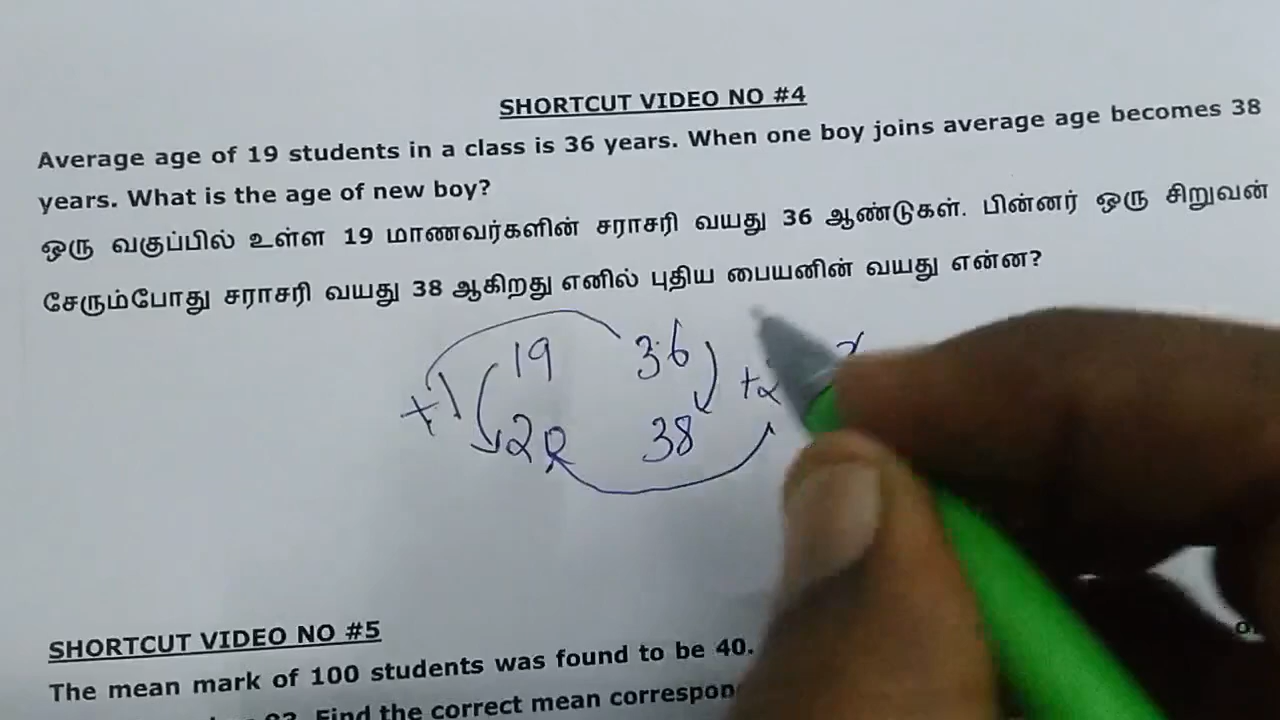 SHORTCUT VIDEO NO #4
Average age of 19 students in a class is 36 years. When one boy joins average age becomes 38
years. What is the age of new boy?
ஒரு வகுப்பில் உள்ள 19 மாணவர்களின் சராசரி வயது 36 ஆண்டுகள். பின்னர் ஒரு சிறுவன்
சேரும்போது சராசரி வயது 38 ஆகிறது எனில் புதிய பையனின் வயது என்ன?
19 36
+1 +2
20 38
SHORTCUT VIDEO NO #5
The mean mark of 100 students was found to be 40.
Find the correct mean